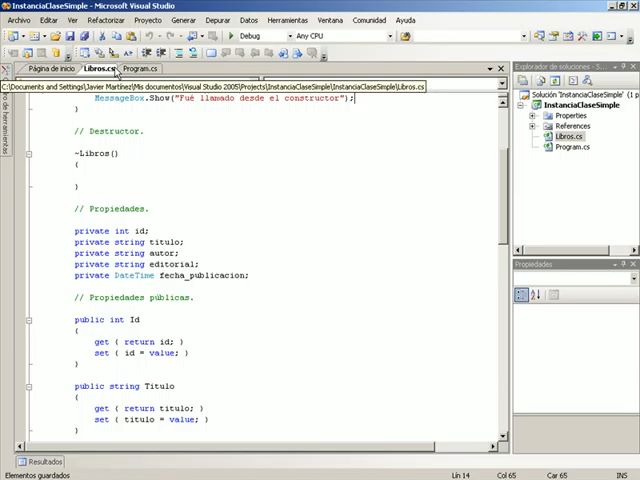 InstanciaClaseSimple - Microsoft Visual Studio
Archivo Editar Ver Refactorizar Proyecto Generar Depurar Datos Herramientas Ventana Comunidad Ayuda
Debug Any CPU
Página de inicio Libros.cs Program.cs
C:\Documents and Settings\Javier Martínez\Mis documentos\Visual Studio 2005\Projects\InstanciaClaseSimple\InstanciaClaseSimple\Libros.cs
MessageBox.Show("Fué llamado desde el constructor");
}
// Destructor.
~Libros()
{
}
// Propiedades.
private int id;
private string titulo;
private string autor;
private string editorial;
private DateTime fecha_publicacion;
// Propiedades públicas.
public int Id
{
get { return id; }
set { id = value; }
}
public string Titulo
{
get { return titulo; }
set { titulo = value; }
}
Explorador de soluciones - S...
Solución 'InstanciaClaseSimple' (1 p
InstanciaClaseSimple
Properties
References
Libros.cs
Program.cs
Propiedades
Resultados
Elementos guardados
Lín 14 Col 65 Car 65 INS